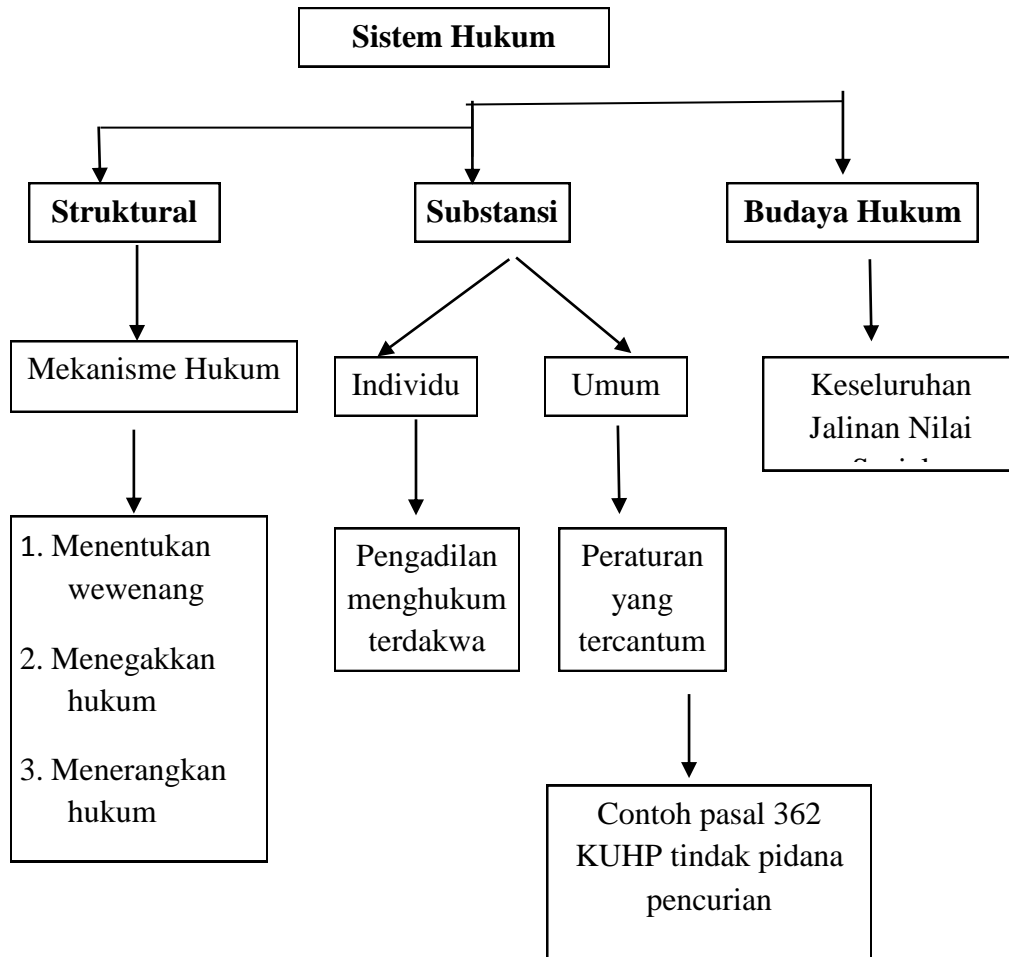 Sistem Hukum
Struktural
Substansi
Budaya Hukum
Mekanisme Hukum
Individu
Umum
Keseluruhan
Jalinan Nilai
1. Menentukan
wewenang
2. Menegakkan
hukum
3. Menerangkan
hukum
Pengadilan
menghukum
terdakwa
Peraturan
yang
tercantum
Contoh pasal 362
KUHP tindak pidana
pencurian